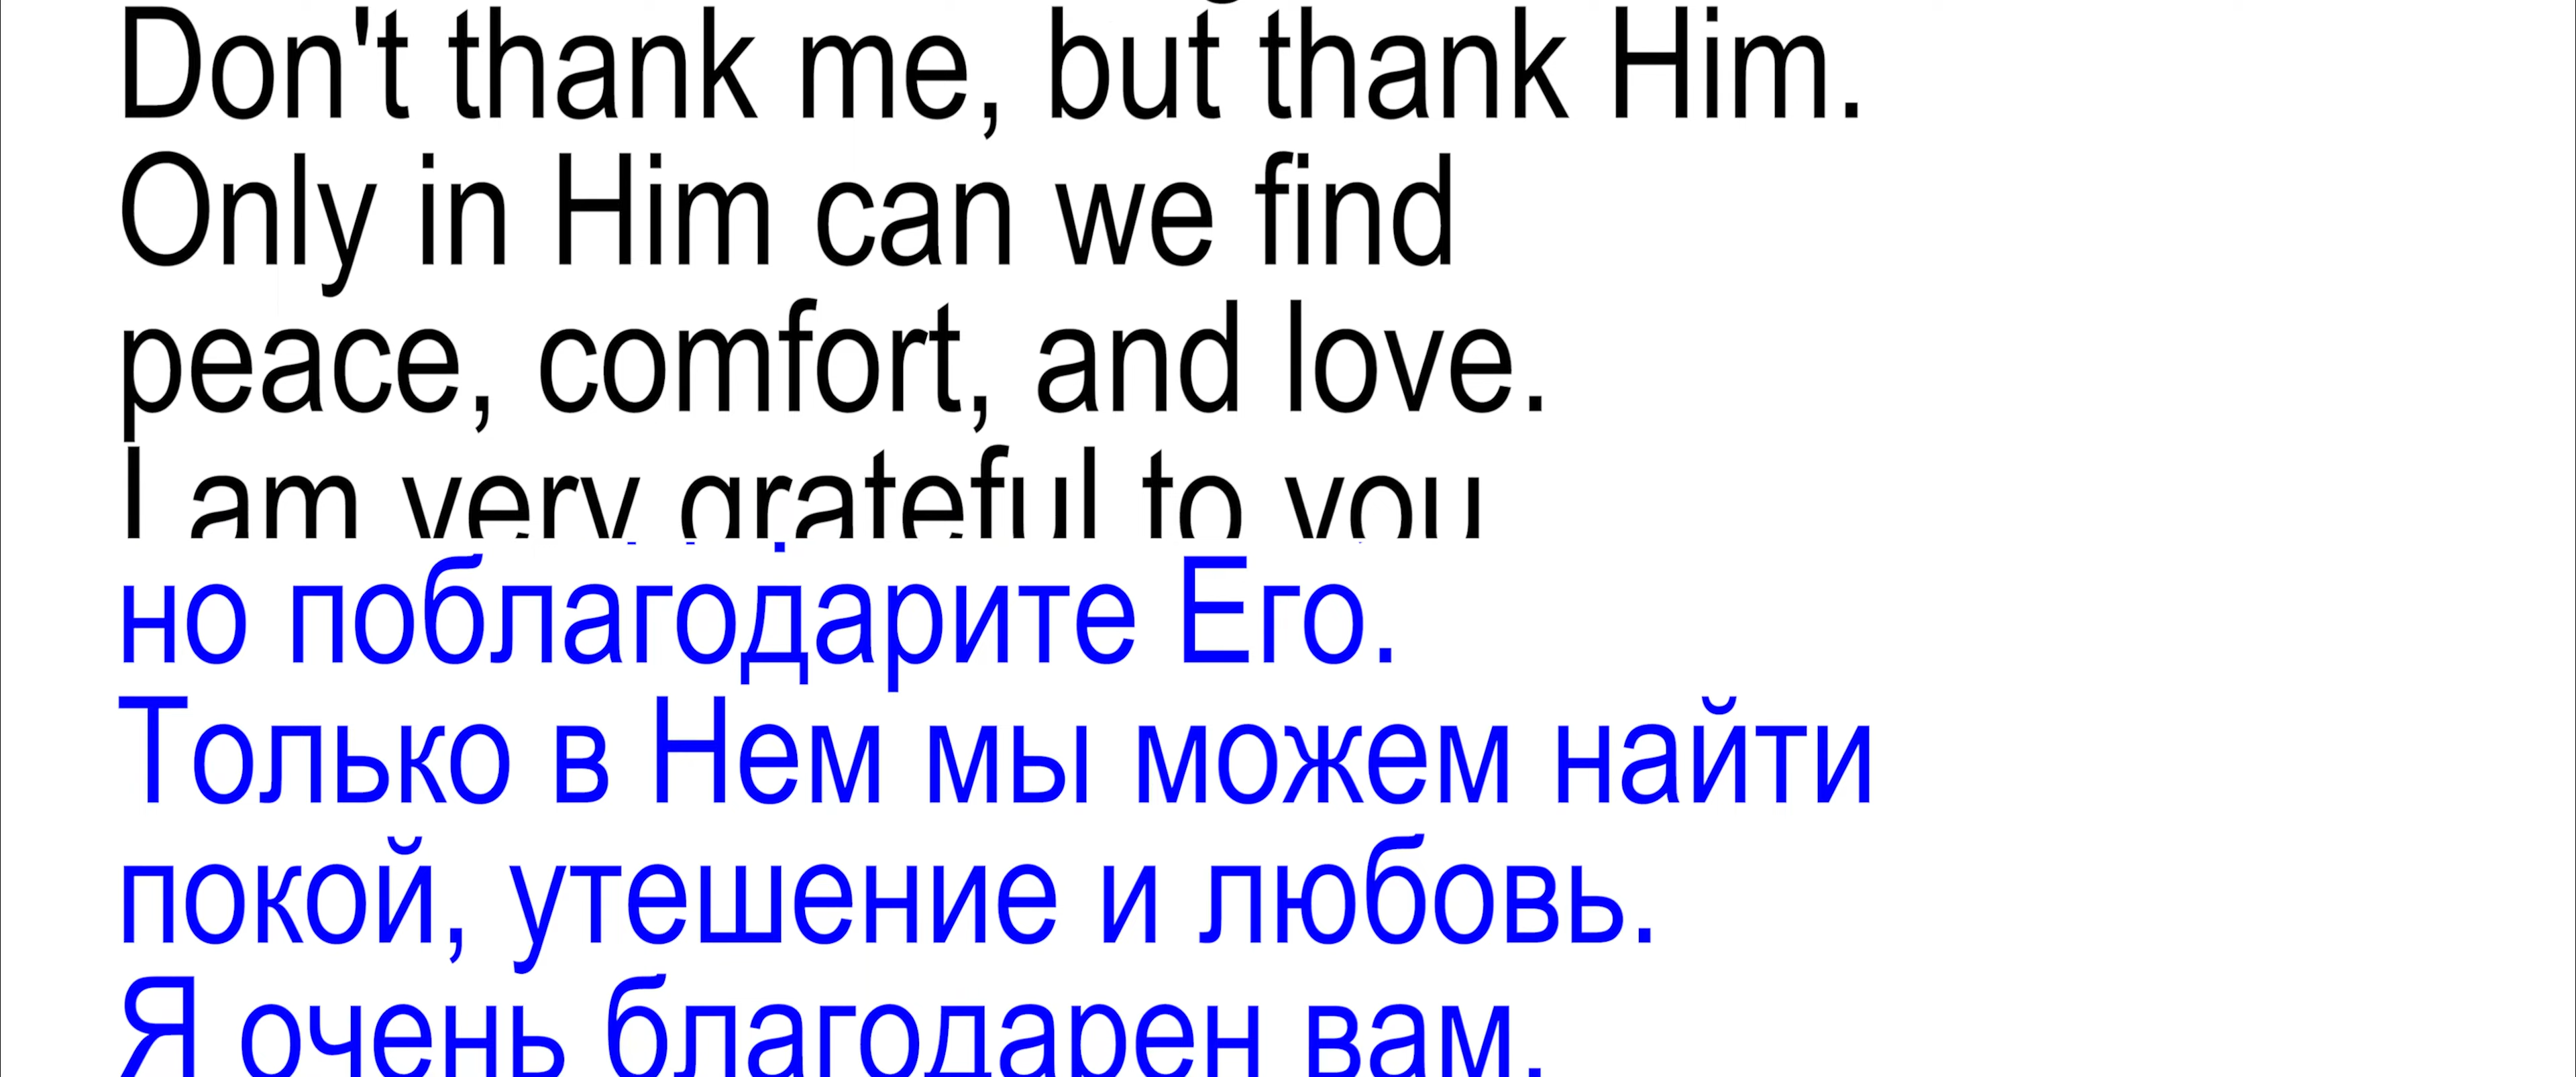 Don't thank me, but thank Him.
Only in Him can we find
peace, comfort, and love.
I am very grateful to you
но поблагодарите Его.
Только в Нем мы можем найти
покой, утешение и любовь.
Я очень благодарен вам,